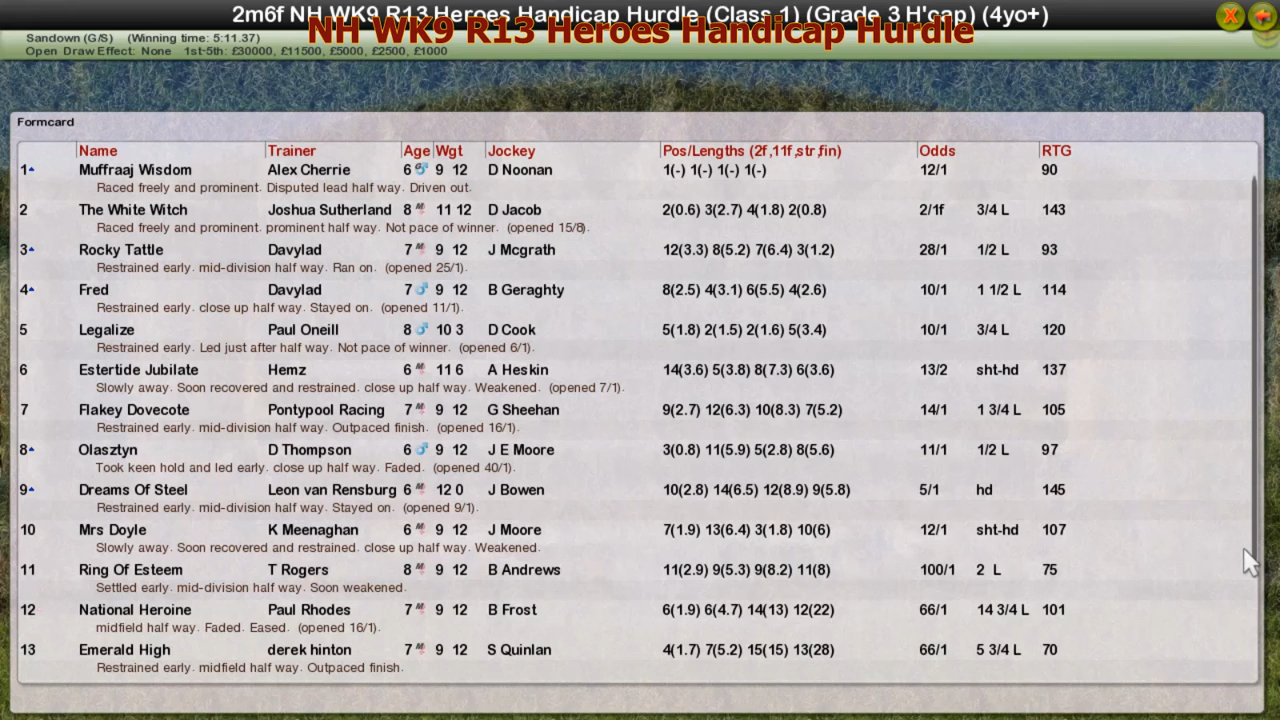 2m6f NH WK9 R13 Heroes Handicap Hurdle (Class 1) (Grade 3 H'cap) (4yo+)
NH WK9 R13 Heroes Handicap Hurdle
Sandown (G/S) (Winning time: 5:11.37)
Open Draw Effect: None 1st-5th: £30000, £11500, £5000, £2500, £1000
Formcard
Name Trainer Age Wgt Jockey Pos/Lengths (2f,11f,str,fin) Odds RTG
1 Muffraaj Wisdom Alex Cherrie 6 9 12 D Noonan 1(-) 1(-) 1(-) 1(-) 12/1 90
Raced freely and prominent. Disputed lead half way. Driven out.
2 The White Witch Joshua Sutherland 8 11 12 D Jacob 2(0.6) 3(2.7) 4(1.8) 2(0.8) 2/1f 3/4 L 143
Raced freely and prominent. prominent half way. Not pace of winner. (opened 15/8).
3 Rocky Tattle Davylad 7 9 12 J Mcgrath 12(3.3) 8(5.2) 7(6.4) 3(1.2) 28/1 1/2 L 93
Restrained early. mid-division half way. Ran on. (opened 25/1).
4 Fred Davylad 7 9 12 B Geraghty 8(2.5) 4(3.1) 6(5.5) 4(2.6) 10/1 1 1/2 L 114
Restrained early. close up half way. Stayed on. (opened 11/1).
5 Legalize Paul Oneill 8 10 3 D Cook 5(1.8) 2(1.5) 2(1.6) 5(3.4) 10/1 3/4 L 120
Restrained early. Led just after half way. Not pace of winner. (opened 6/1).
6 Estertide Jubilate Hemz 6 11 6 A Heskin 14(3.6) 5(3.8) 8(7.3) 6(3.6) 13/2 sht-hd 137
Slowly away. Soon recovered and restrained. close up half way. Weakened. (opened 7/1).
7 Flakey Dovecote Pontypool Racing 7 9 12 G Sheehan 9(2.7) 12(6.3) 10(8.3) 7(5.2) 14/1 1 3/4 L 105
Restrained early. mid-division half way. Outpaced finish. (opened 16/1).
8 Olasztyn D Thompson 6 9 12 J E Moore 3(0.8) 11(5.9) 5(2.8) 8(5.6) 11/1 1/2 L 97
Took keen hold and led early. close up half way. Faded. (opened 40/1).
9 Dreams Of Steel Leon van Rensburg 6 12 0 J Bowen 10(2.8) 14(6.5) 12(8.9) 9(5.8) 5/1 hd 145
Restrained early. mid-division half way. Stayed on. (opened 9/1).
10 Mrs Doyle K Meenaghan 6 9 12 J Moore 7(1.9) 13(6.4) 3(1.8) 10(6) 12/1 sht-hd 107
Slowly away. Soon recovered and restrained. close up half way. Weakened.
11 Ring Of Esteem T Rogers 8 9 12 B Andrews 11(2.9) 9(5.3) 9(8.2) 11(8) 100/1 2 L 75
Settled early. mid-division half way. Soon weakened.
12 National Heroine Paul Rhodes 7 9 12 B Frost 6(1.9) 6(4.7) 14(13) 12(22) 66/1 14 3/4 L 101
midfield half way. Faded. Eased. (opened 16/1).
13 Emerald High derek hinton 7 9 12 S Quinlan 4(1.7) 7(5.2) 15(15) 13(28) 66/1 5 3/4 L 70
Restrained early. midfield half way. Outpaced finish.